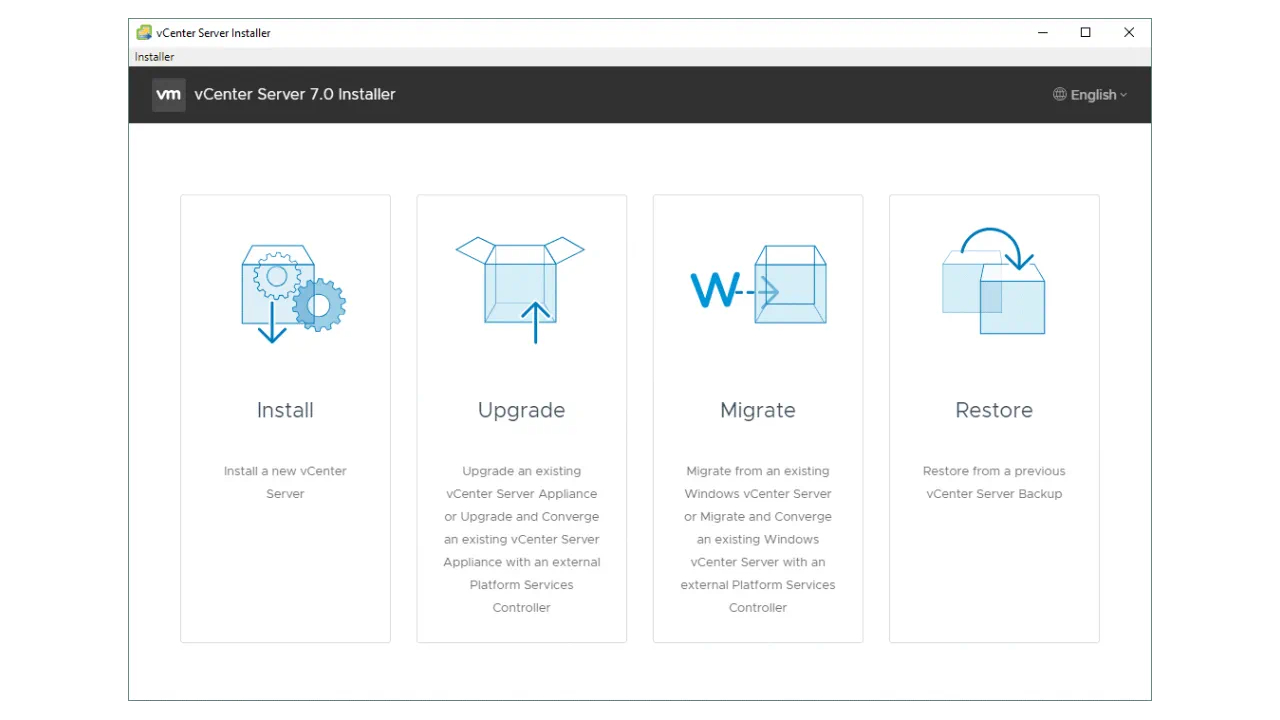 vCenter Server Installer
Installer
vm vCenter Server 7.0 Installer
English
Install
Install a new vCenter
Server
Upgrade
Upgrade an existing
vCenter Server Appliance
or Upgrade and Converge
an existing vCenter Server
Appliance with an external
Platform Services
Controller
W
Migrate
Migrate from an existing
Windows vCenter Server
or Migrate and Converge
an existing Windows
vCenter Server with an
external Platform Services
Controller
Restore
Restore from a previous
vCenter Server Backup